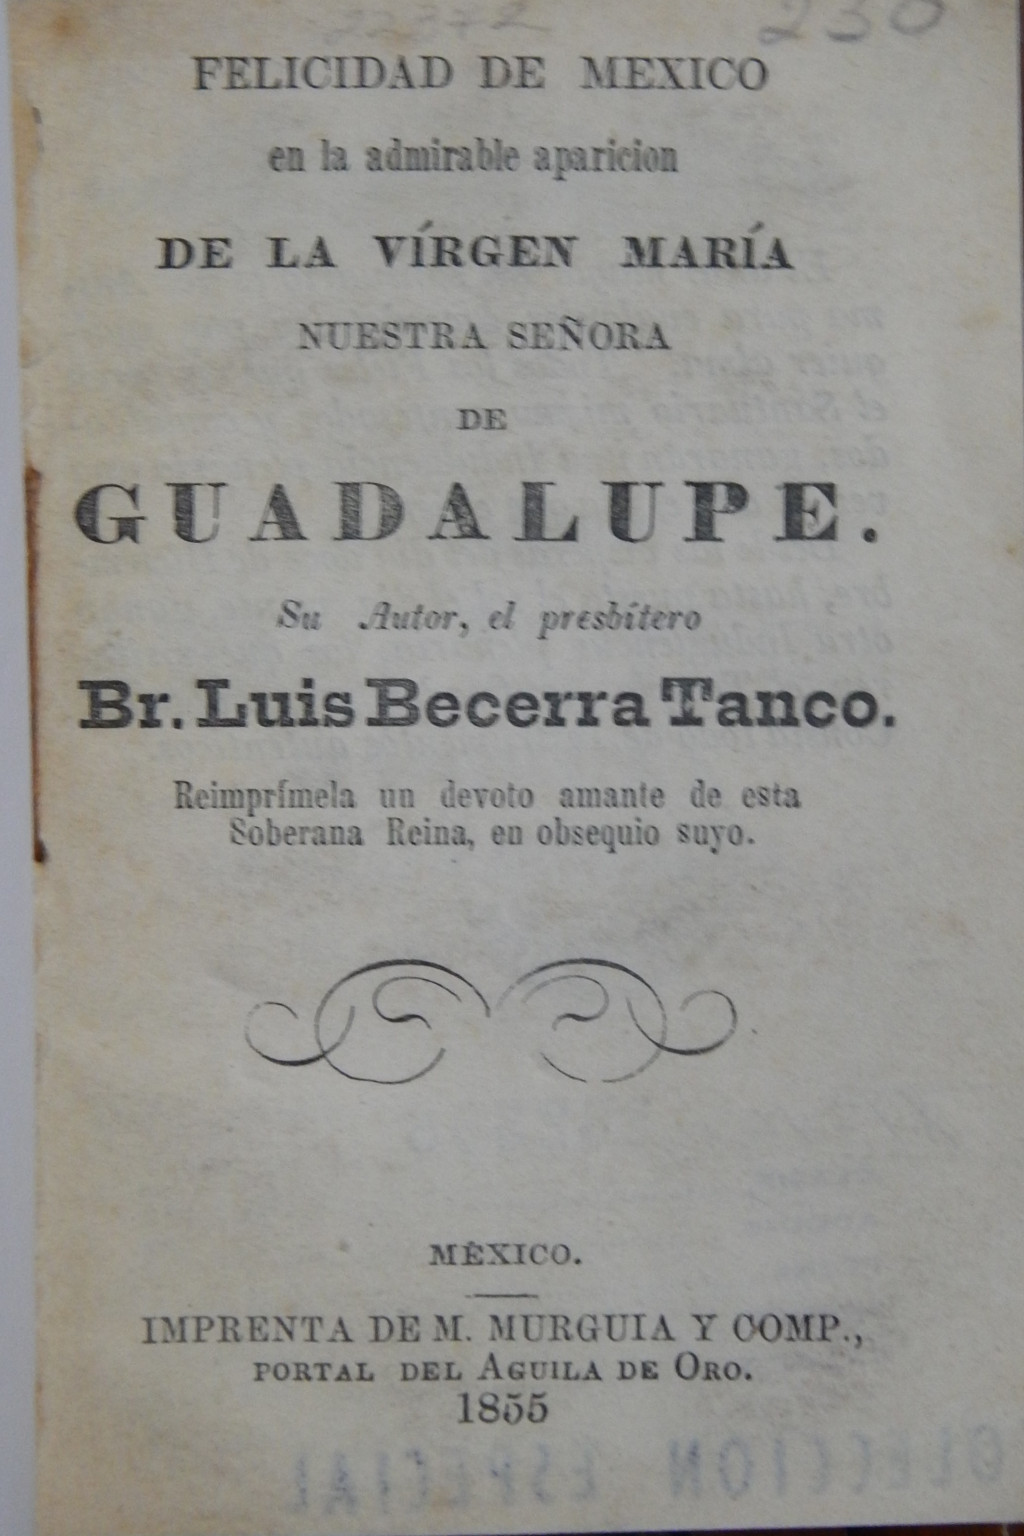 230
FELICIDAD DE MEXICO
en la admirable aparicion
DE LA VÍRGEN MARÍA
NUESTRA SEÑORA
DE
GUADALUPE.
Su Autor, el presbítero
Br. Luis Becerra Tanco.
Reimprímela un devoto amante de esta
Soberana Reina, en obsequio suyo.
MÉXICO.
IMPRENTA DE M. MURGUIA Y COMP.,
PORTAL DEL AGUILA DE ORO.
1855